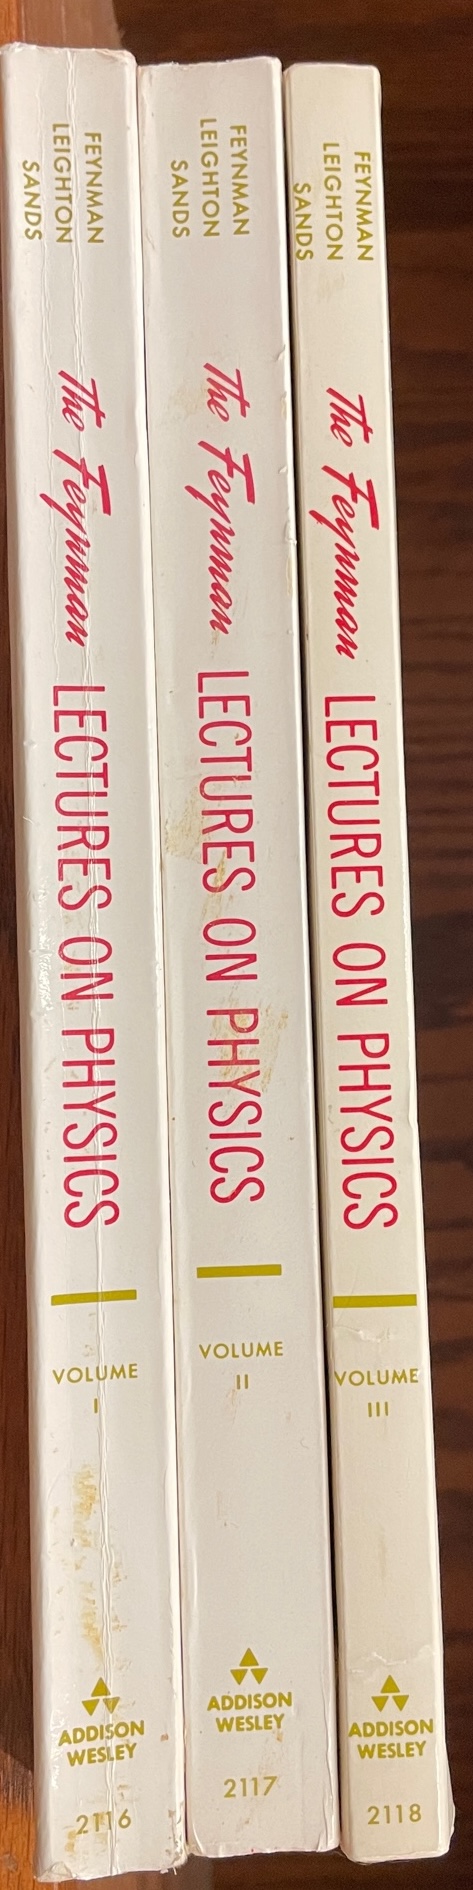 FEYNMAN
LEIGHTON
SANDS
The Feynman LECTURES ON PHYSICS
VOLUME
I
ADDISON
WESLEY
2116
FEYNMAN
LEIGHTON
SANDS
The Feynman LECTURES ON PHYSICS
VOLUME
II
ADDISON
WESLEY
2117
FEYNMAN
LEIGHTON
SANDS
The Feynman LECTURES ON PHYSICS
VOLUME
III
ADDISON
WESLEY
2118